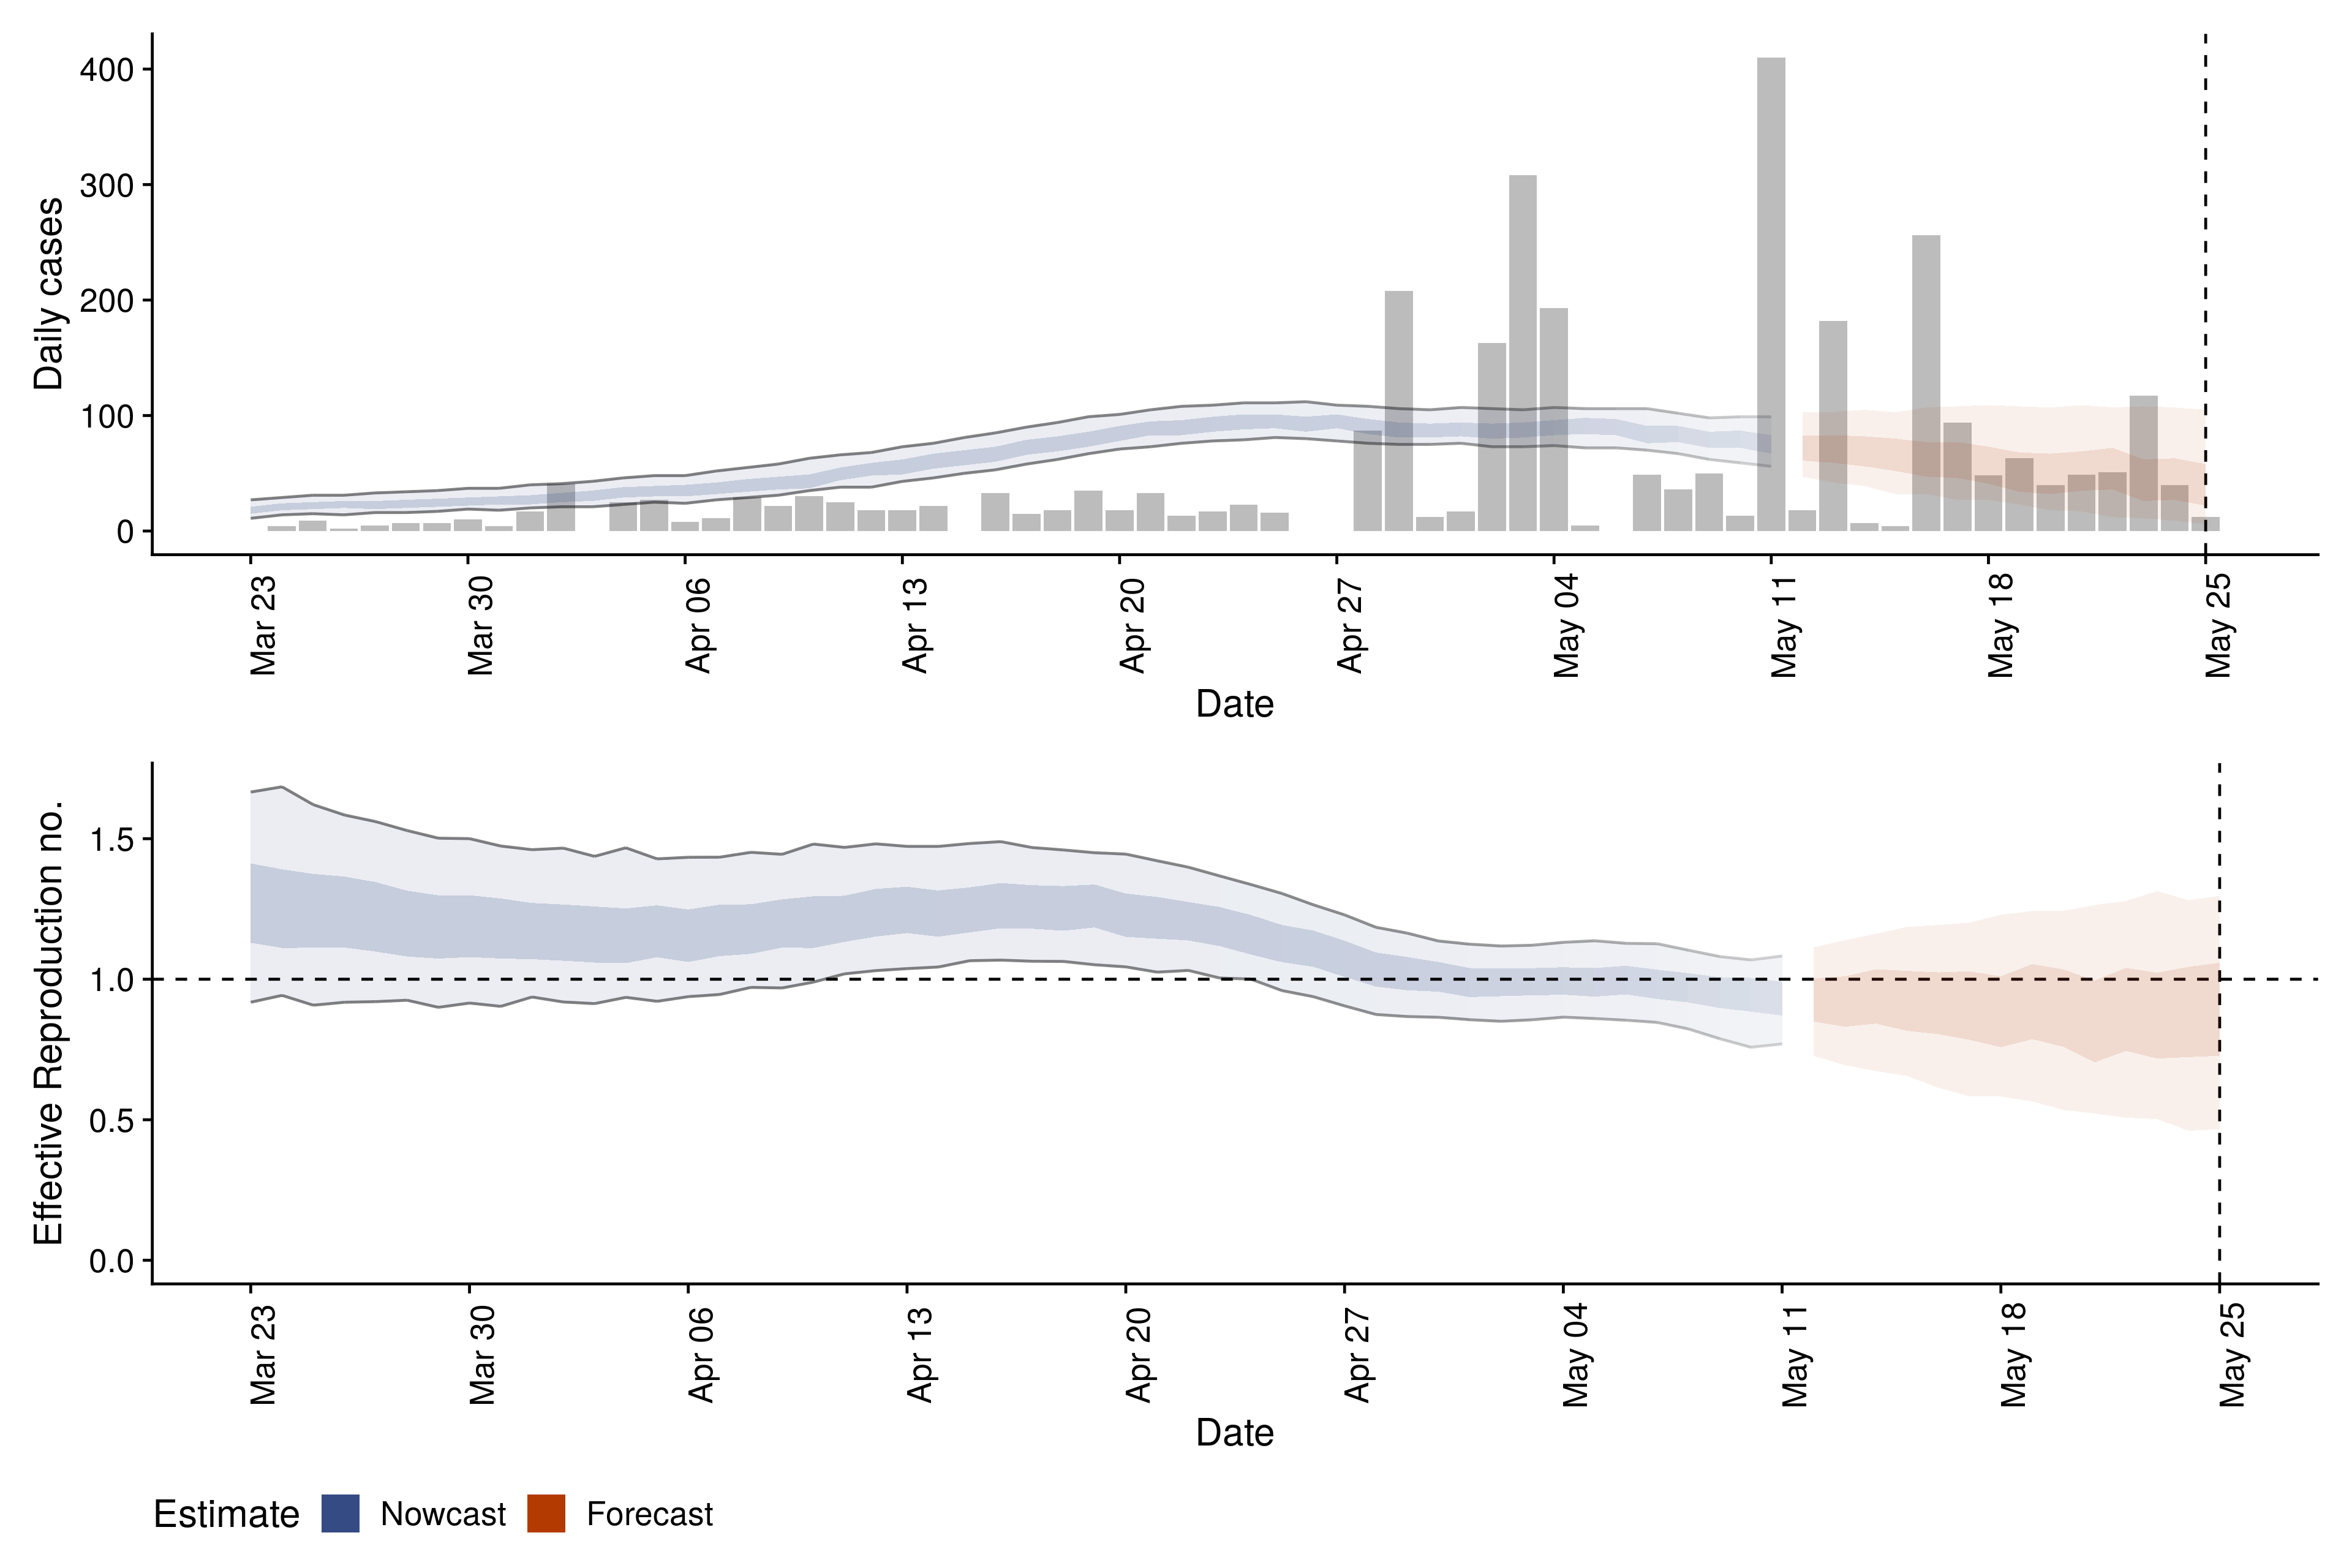 Daily cases
400
300
200
100
0
Mar 23
Mar 30
Apr 06
Apr 13
Apr 20
Apr 27
May 04
May 11
May 18
May 25
Date
Effective Reproduction no.
1.5
1.0
0.5
0.0
Mar 23
Mar 30
Apr 06
Apr 13
Apr 20
Apr 27
May 04
May 11
May 18
May 25
Date
Estimate Nowcast Forecast